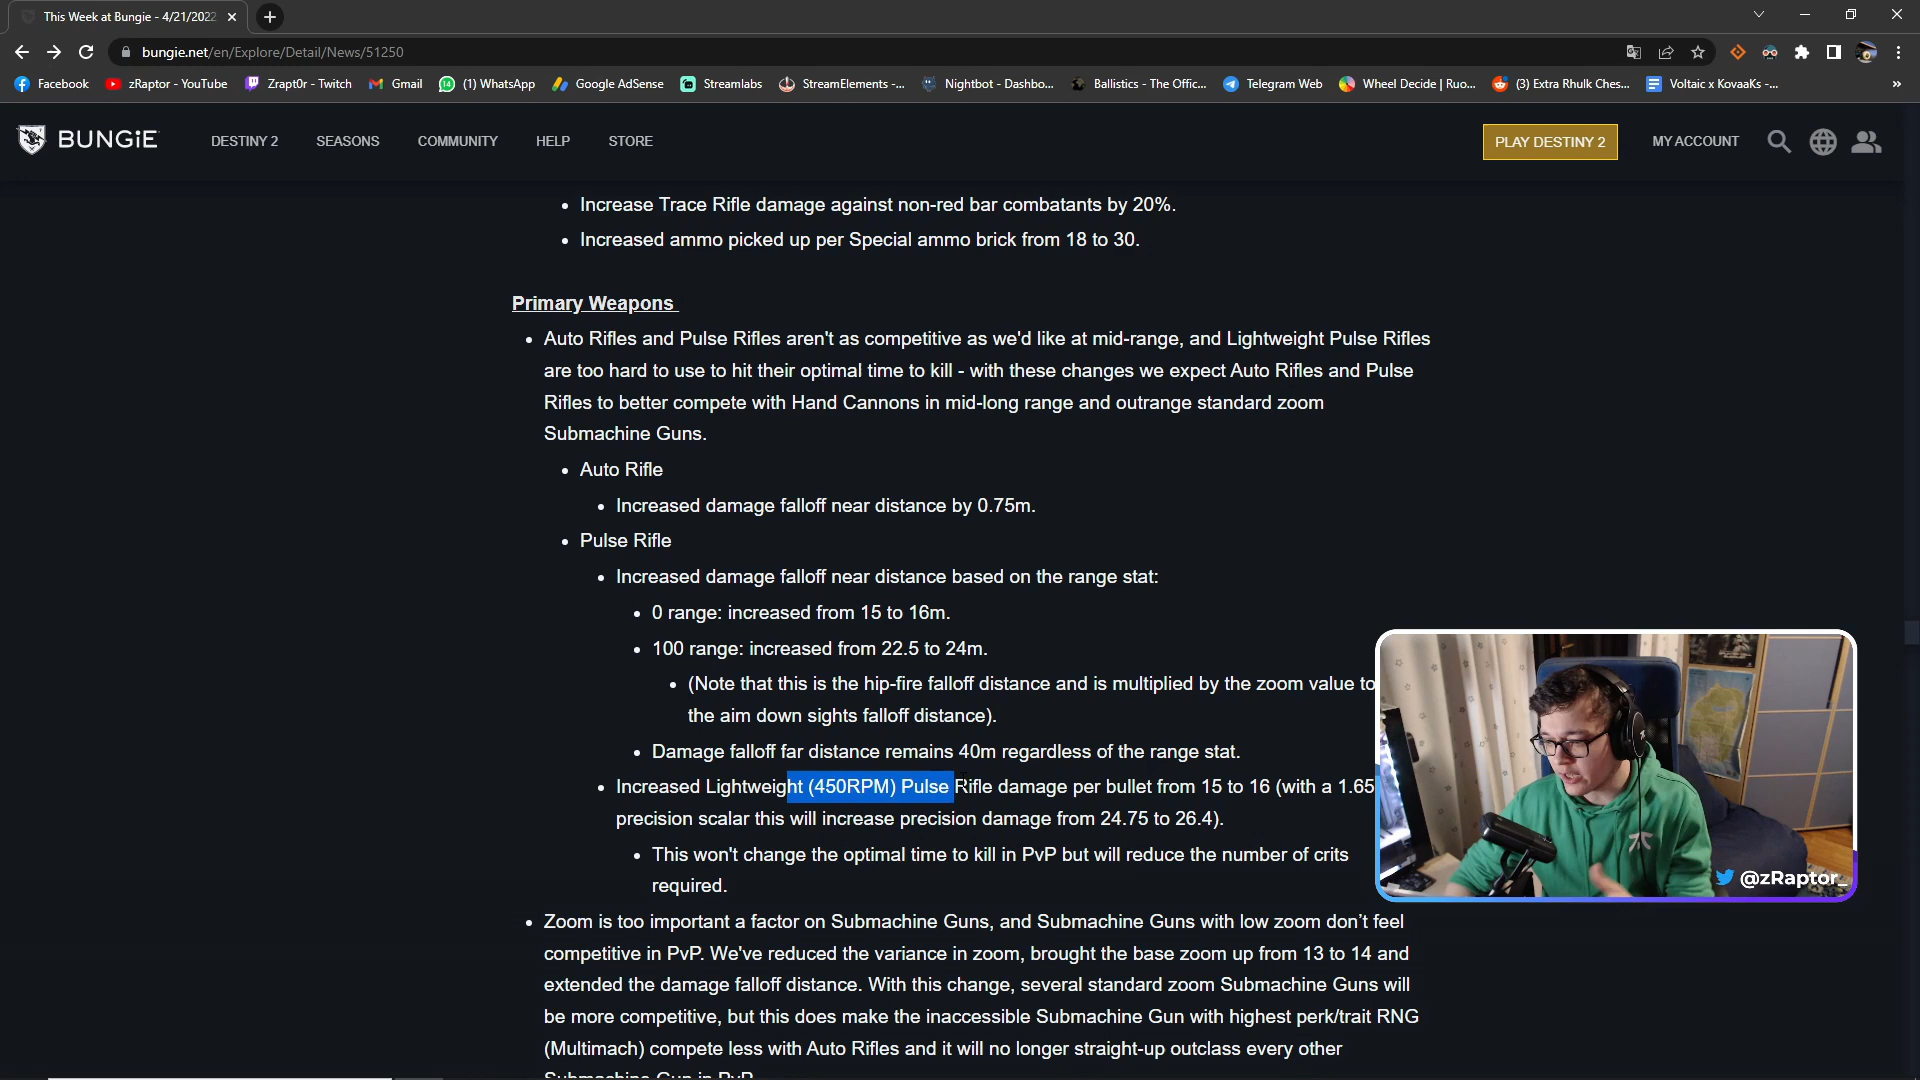 This Week at Bungie - 4/21/2022
bungie.net/en/Explore/Detail/News/51250
Facebook zRaptor - YouTube Zrapt0r - Twitch Gmail (1) WhatsApp Google AdSense Streamlabs StreamElements -... Nightbot - Dashbo... Ballistics - The Offic... Telegram Web Wheel Decide | Ruo... (3) Extra Rhulk Ches... Voltaic x KovaaKs -...
BUNGiE DESTINY 2 SEASONS COMMUNITY HELP STORE PLAY DESTINY 2 MY ACCOUNT
• Increase Trace Rifle damage against non-red bar combatants by 20%.
• Increased ammo picked up per Special ammo brick from 18 to 30.
Primary Weapons
• Auto Rifles and Pulse Rifles aren't as competitive as we'd like at mid-range, and Lightweight Pulse Rifles
are too hard to use to hit their optimal time to kill - with these changes we expect Auto Rifles and Pulse
Rifles to better compete with Hand Cannons in mid-long range and outrange standard zoom
Submachine Guns.
• Auto Rifle
• Increased damage falloff near distance by 0.75m.
• Pulse Rifle
• Increased damage falloff near distance based on the range stat:
• 0 range: increased from 15 to 16m.
• 100 range: increased from 22.5 to 24m.
• (Note that this is the hip-fire falloff distance and is multiplied by the zoom value to
the aim down sights falloff distance).
• Damage falloff far distance remains 40m regardless of the range stat.
• Increased Lightweight (450RPM) Pulse Rifle damage per bullet from 15 to 16 (with a 1.65
precision scalar this will increase precision damage from 24.75 to 26.4).
• This won't change the optimal time to kill in PvP but will reduce the number of crits
required.
@zRaptor_
• Zoom is too important a factor on Submachine Guns, and Submachine Guns with low zoom don’t feel
competitive in PvP. We've reduced the variance in zoom, brought the base zoom up from 13 to 14 and
extended the damage falloff distance. With this change, several standard zoom Submachine Guns will
be more competitive, but this does make the inaccessible Submachine Gun with highest perk/trait RNG
(Multimach) compete less with Auto Rifles and it will no longer straight-up outclass every other
Submachine Gun in PvP.